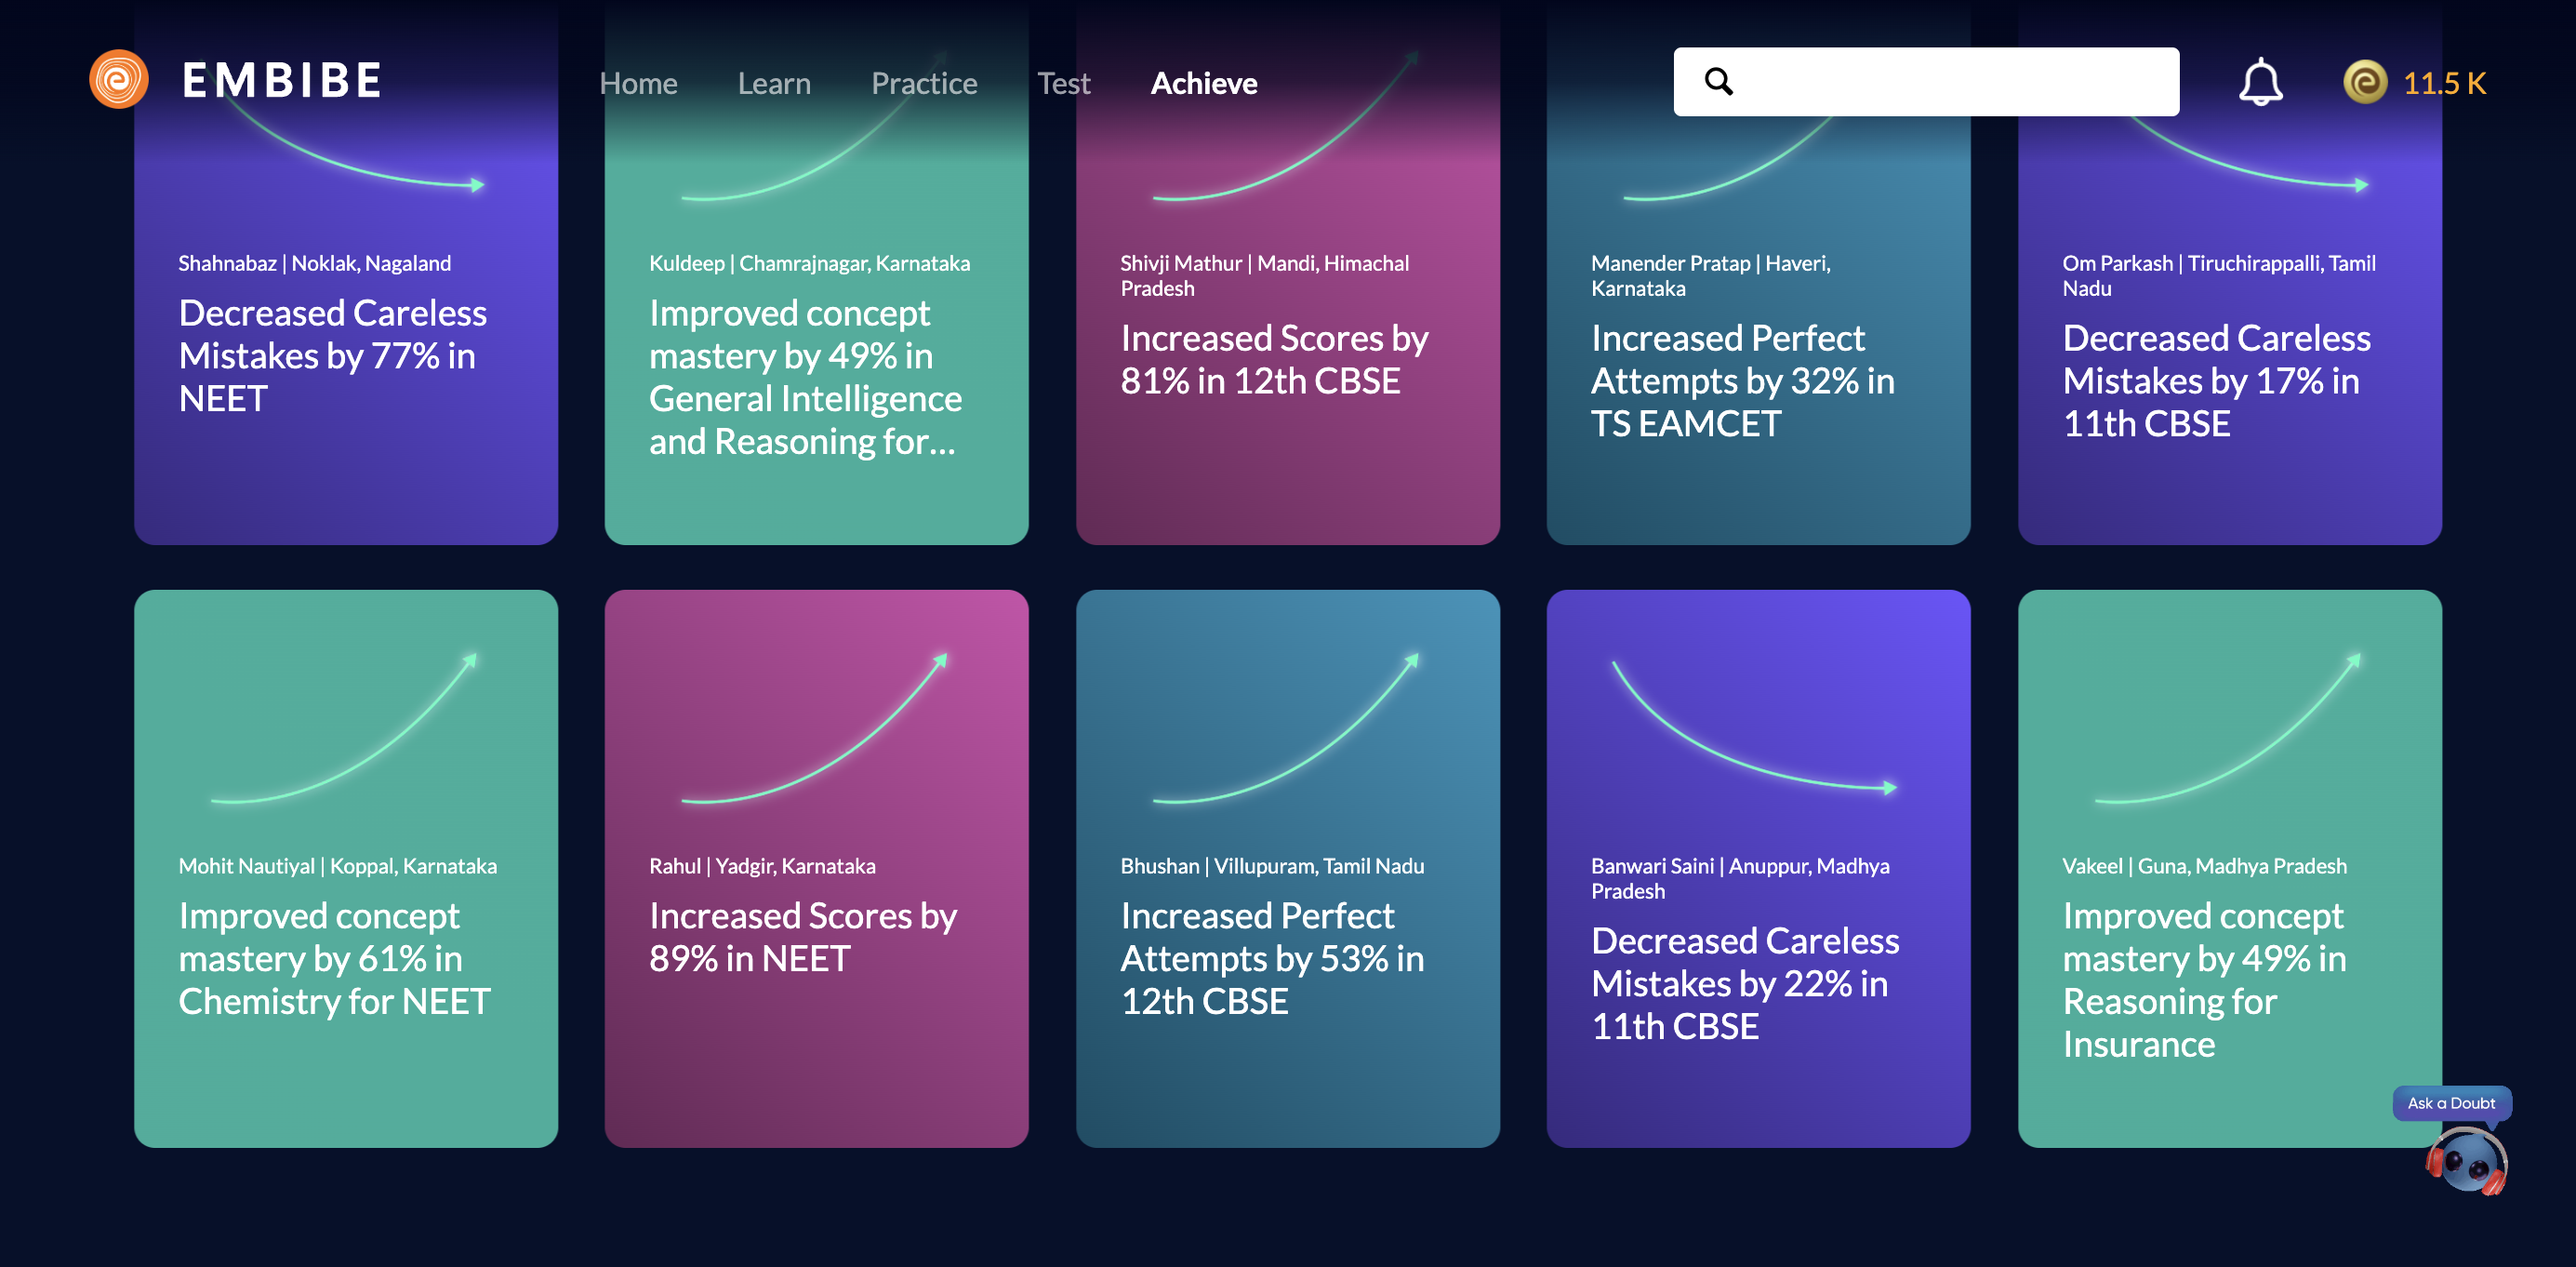 EMBIBE
Home
Learn
Practice
Test
Achieve
11.5 K
Shahnabaz | Noklak, Nagaland
Decreased Careless
Mistakes by 77% in
NEET
Kuldeep | Chamrajnagar, Karnataka
Improved concept
mastery by 49% in
General Intelligence
and Reasoning for...
Shivji Mathur | Mandi, Himachal
Pradesh
Increased Scores by
81% in 12th CBSE
Manender Pratap | Haveri,
Karnataka
Increased Perfect
Attempts by 32% in
TS EAMCET
Om Parkash | Tiruchirappalli, Tamil
Nadu
Decreased Careless
Mistakes by 17% in
11th CBSE
Mohit Nautiyal | Koppal, Karnataka
Improved concept
mastery by 61% in
Chemistry for NEET
Rahul | Yadgir, Karnataka
Increased Scores by
89% in NEET
Bhushan | Villupuram, Tamil Nadu
Increased Perfect
Attempts by 53% in
12th CBSE
Banwari Saini | Anuppur, Madhya
Pradesh
Decreased Careless
Mistakes by 22% in
11th CBSE
Vakeel | Guna, Madhya Pradesh
Improved concept
mastery by 49% in
Reasoning for
Insurance
Ask a Doubt